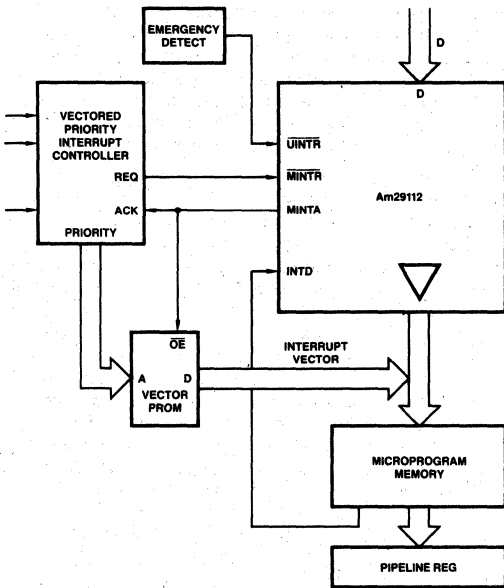 EMERGENCY
DETECT
D
D
VECTORED
PRIORITY
INTERRUPT
CONTROLLER
REQ
ACK
PRIORITY
UINTR
MINTR
MINTA
INTD
Am29112
OE
A D
VECTOR
PROM
INTERRUPT
VECTOR
MICROPROGRAM
MEMORY
PIPELINE REG